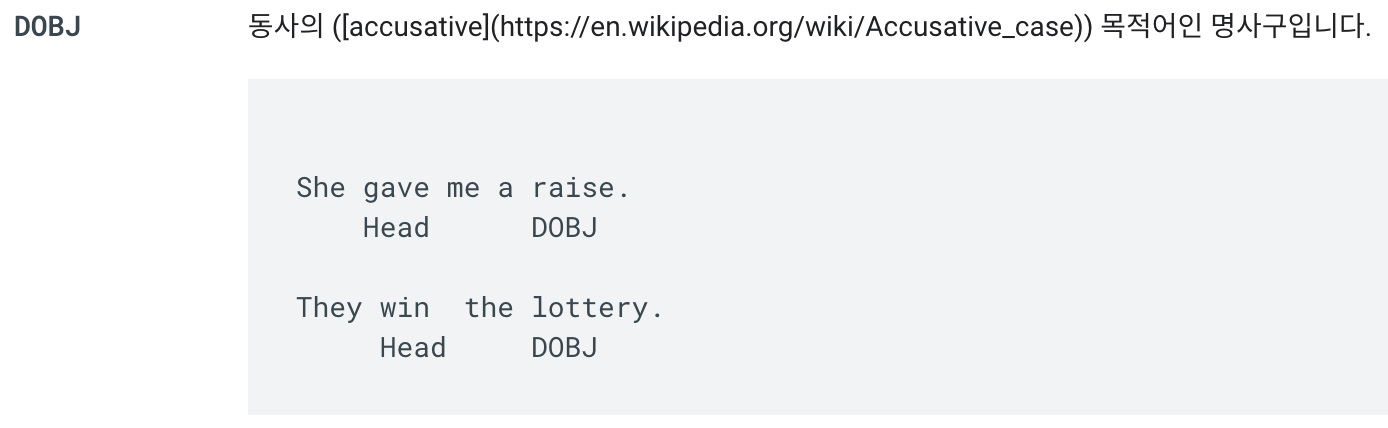 DOBJ 동사의 ([accusative](https://en.wikipedia.org/wiki/Accusative_case)) 목적어인 명사구입니다.
She gave me a raise.
Head DOBJ
They win the lottery.
Head DOBJ